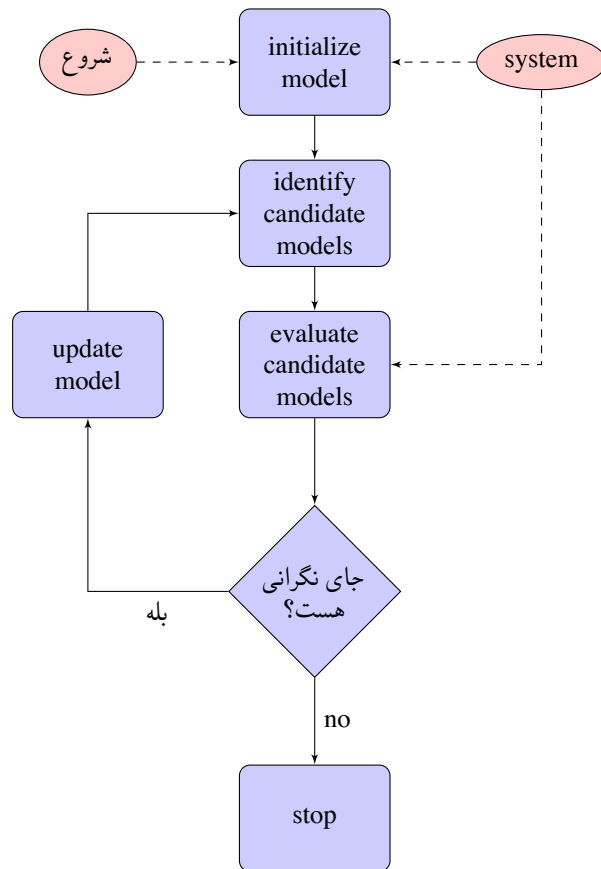 شروع
initialize
model
system
identify
candidate
models
update
model
evaluate
candidate
models
جای نگرانی
هست؟
بله
no
stop